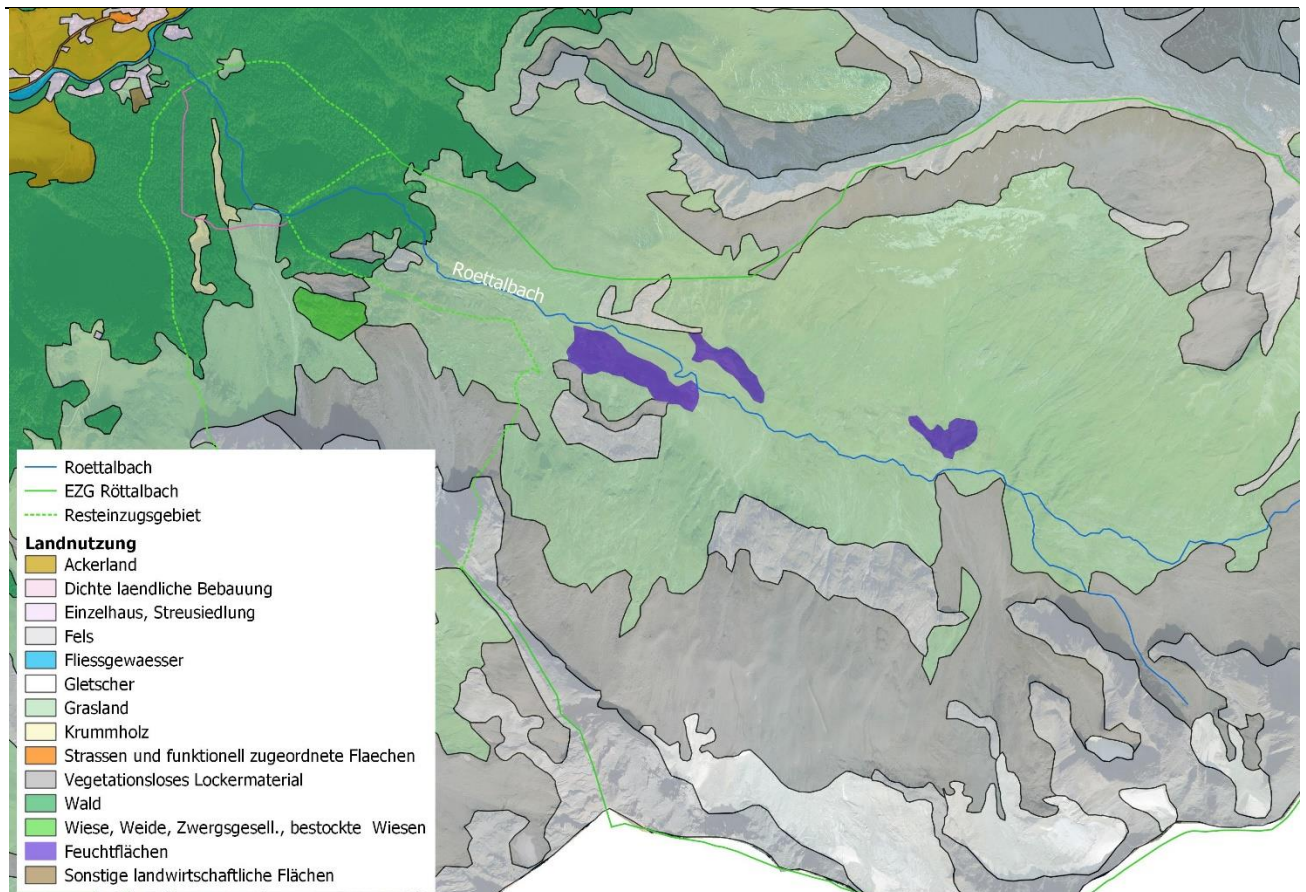 Roettalbach
Roettalbach
EZG Röttalbach
Resteinzugsgebiet
Landnutzung
Ackerland
Dichte laendliche Bebauung
Einzelhaus, Streusiedlung
Fels
Fliessgewaesser
Gletscher
Grasland
Krummholz
Strassen und funktionell zugeordnete Flaechen
Vegetationsloses Lockermaterial
Wald
Wiese, Weide, Zwergsgesell., bestockte Wiesen
Feuchtflächen
Sonstige landwirtschaftliche Flächen